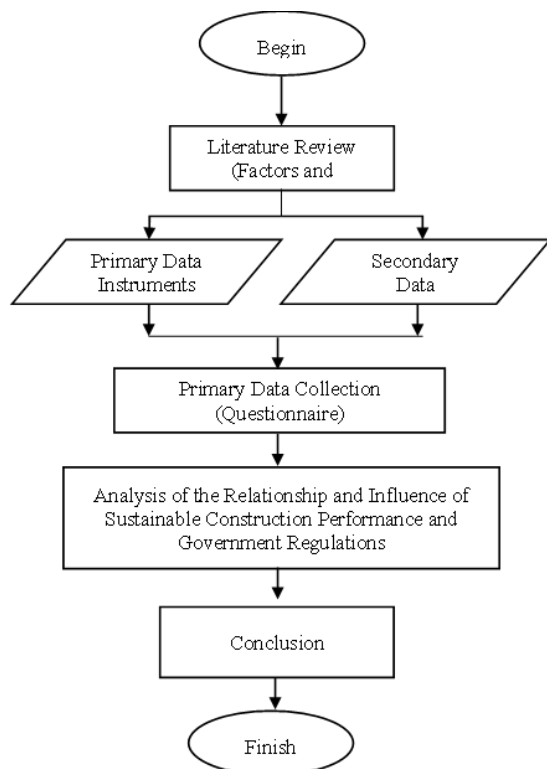 Begin
Literature Review
(Factors and
Primary Data
Instruments
Secondary
Data
Primary Data Collection
(Questionnaire)
Analysis of the Relationship and Influence of
Sustainable Construction Performance and
Government Regulations
Conclusion
Finish